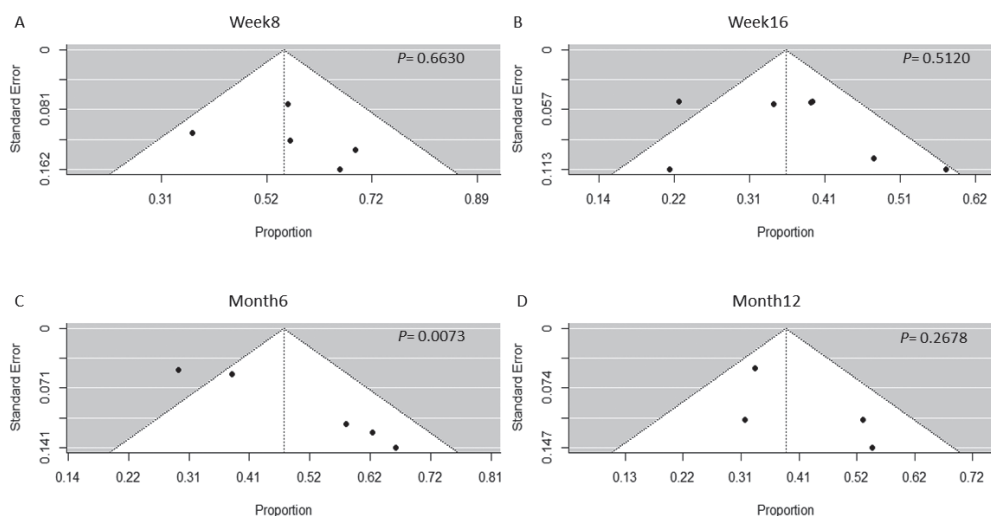 A
Week8
P= 0.6630
Standard Error
0
0.081
0.162
0.31
0.52
0.72
0.89
Proportion
B
Week16
P= 0.5120
Standard Error
0
0.057
0.113
0.14
0.22
0.31
0.41
0.51
0.62
Proportion
C
Month6
P= 0.0073
Standard Error
0
0.071
0.141
0.14
0.22
0.31
0.41
0.52
0.62
0.72
0.81
Proportion
D
Month12
P= 0.2678
Standard Error
0
0.074
0.147
0.13
0.22
0.31
0.42
0.52
0.62
0.72
Proportion